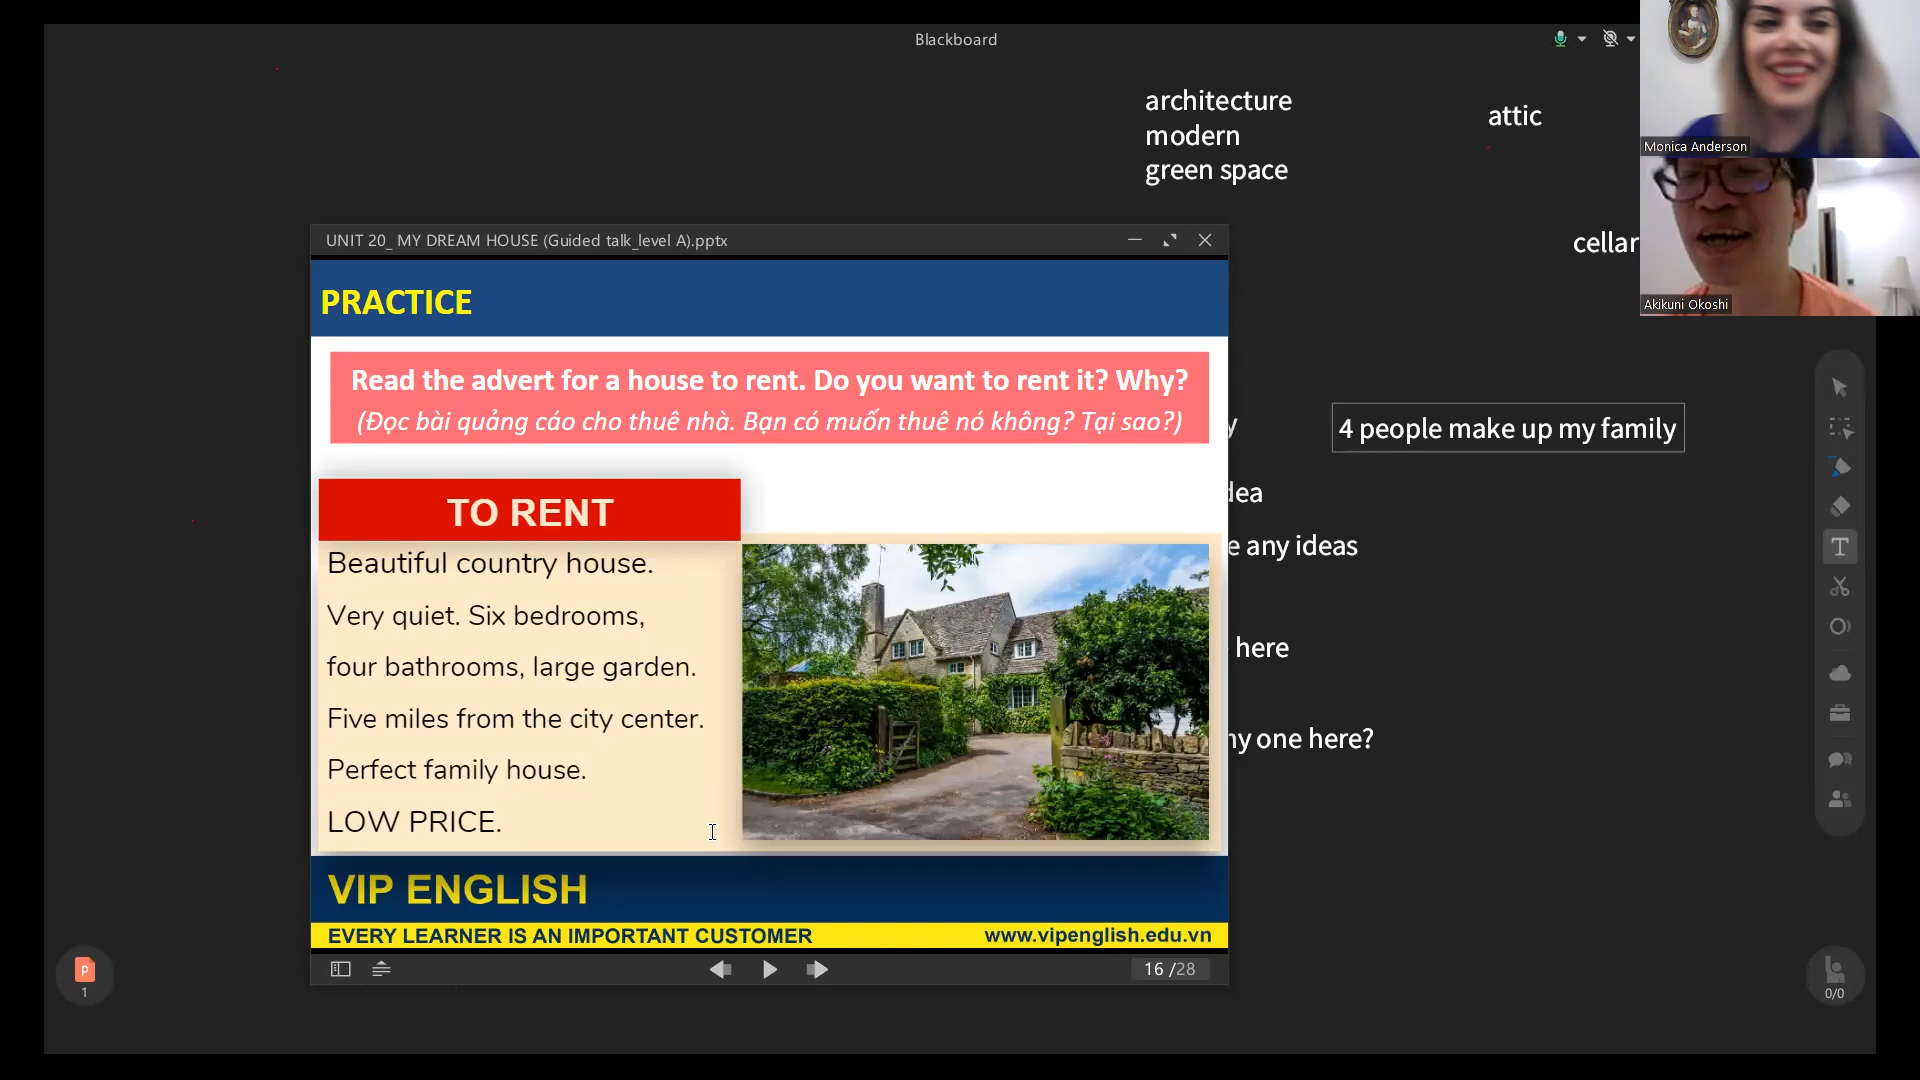 Blackboard
architecture
modern
green space
attic
cellar
Monica Anderson
Akikuni Okoshi
UNIT 20_ MY DREAM HOUSE (Guided talk_level A).pptx
PRACTICE
Read the advert for a house to rent. Do you want to rent it? Why?
(Đọc bài quảng cáo cho thuê nhà. Bạn có muốn thuê nó không? Tại sao?)
4 people make up my family
any ideas
here
one here?
TO RENT
Beautiful country house.
Very quiet. Six bedrooms,
four bathrooms, large garden.
Five miles from the city center.
Perfect family house.
LOW PRICE.
VIP ENGLISH
EVERY LEARNER IS AN IMPORTANT CUSTOMER
www.vipenglish.edu.vn
16 /28
P
1
T
0/0